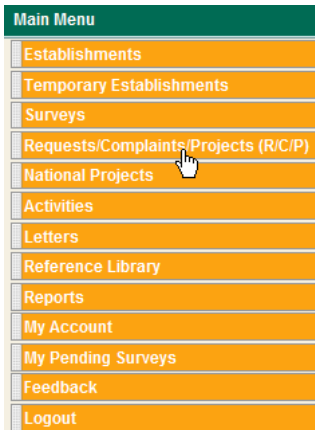 Main Menu
Establishments
Temporary Establishments
Surveys
Requests/Complaints/Projects (R/C/P)
National Projects
Activities
Letters
Reference Library
Reports
My Account
My Pending Surveys
Feedback
Logout